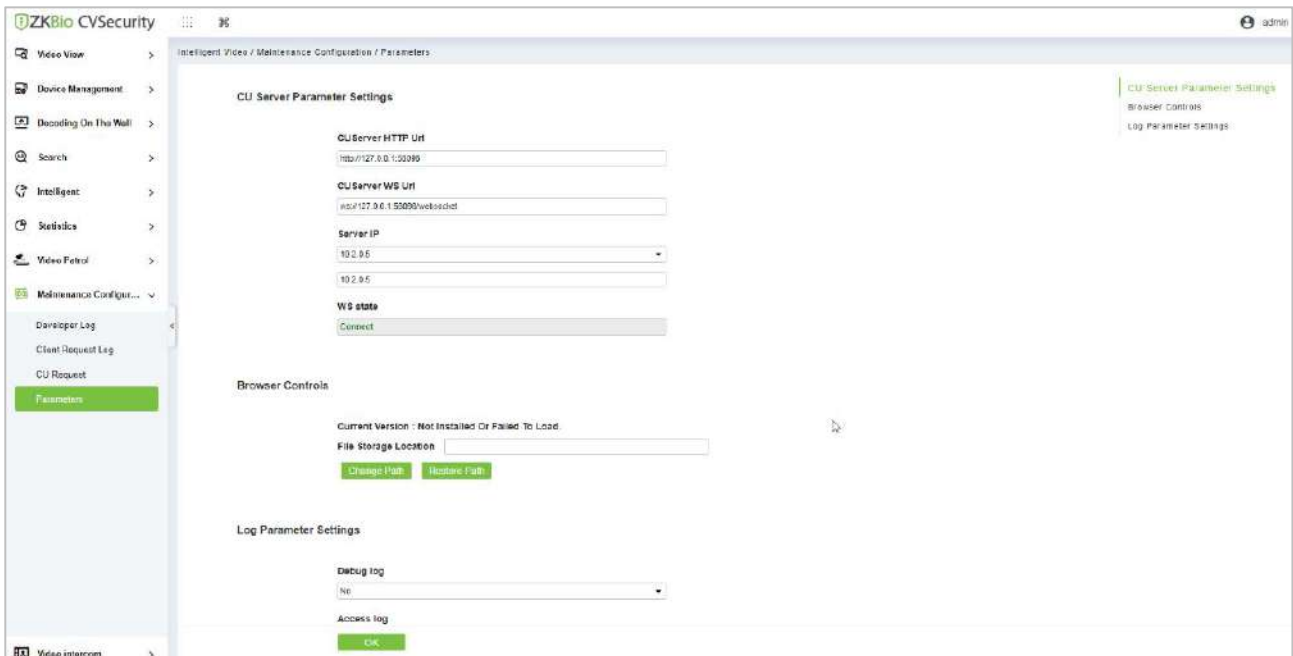 ZKBio CVSecurity
admin
Video View
Device Management
Decoding On The Wall
Search
Intelligent
Statistics
Video Patrol
Maintenance Configur...
Developer Log
Client Request Log
CU Request
Parameters
Video intercom
Intelligent Video / Maintenance Configuration / Parameters
CU Server Parameter Settings
CUServer HTTP Url
http://127.0.0.1:55096
CUServer WS Url
ws://127.0.0.1:55096/websocket
Server IP
10.2.0.5
10.2.0.5
WS state
Connect
Browser Controls
Current Version : Not Installed Or Failed To Load.
File Storage Location
Change Path Restore Path
Log Parameter Settings
Debug log
No
Access log
OK
CU Server Parameter Settings
Browser Controls
Log Parameter Settings